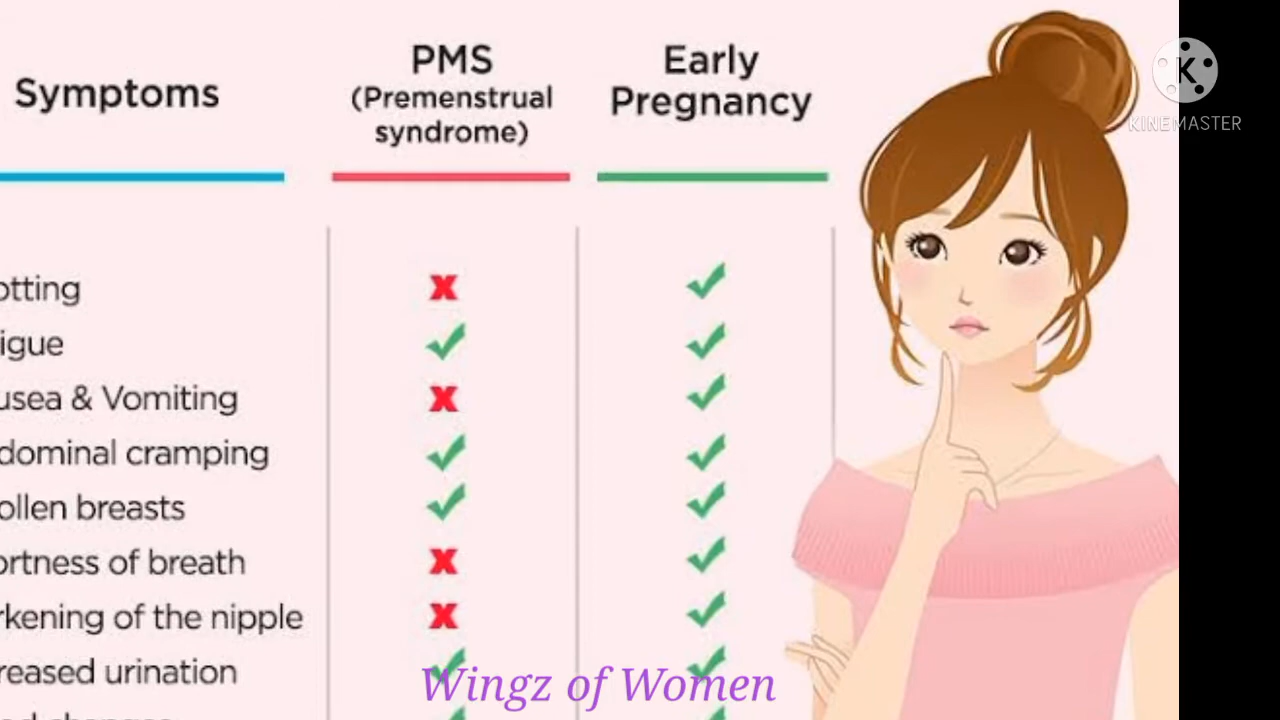 Symptoms
PMS
(Premenstrual
syndrome)
Early
Pregnancy
K
KINEMASTER
otting
igue
usea & Vomiting
dominal cramping
ollen breasts
ortness of breath
rkening of the nipple
reased urination
Wingz of Women